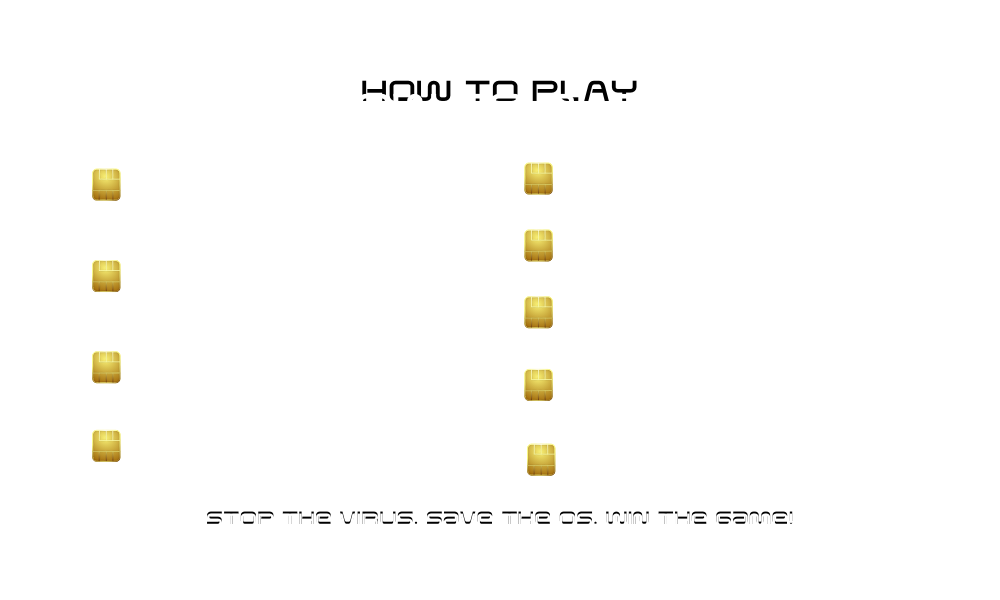 HOW TO PLAY
STOP THE VIRUS. SAVE THE OS. WIN THE GAME!